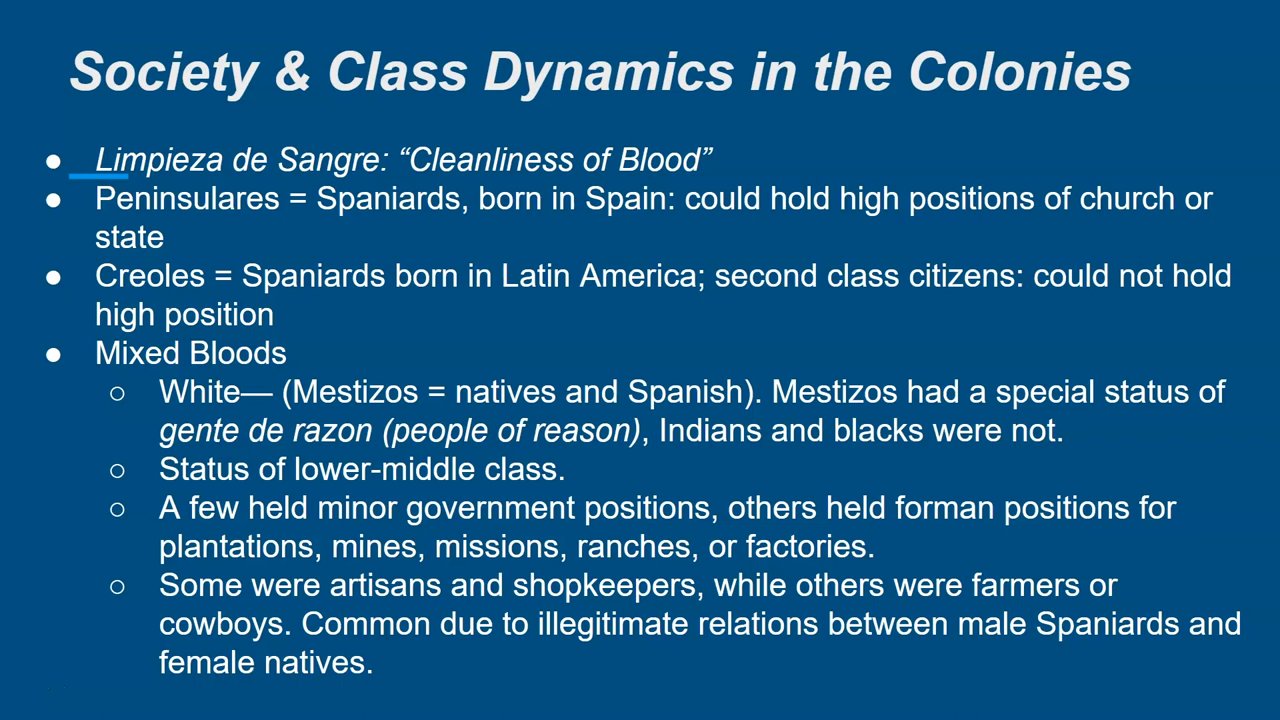 Society & Class Dynamics in the Colonies
● Limpieza de Sangre: “Cleanliness of Blood”
● Peninsulares = Spaniards, born in Spain: could hold high positions of church or
state
● Creoles = Spaniards born in Latin America; second class citizens: could not hold
high position
● Mixed Bloods
○ White— (Mestizos = natives and Spanish). Mestizos had a special status of
gente de razon (people of reason), Indians and blacks were not.
○ Status of lower-middle class.
○ A few held minor government positions, others held forman positions for
plantations, mines, missions, ranches, or factories.
○ Some were artisans and shopkeepers, while others were farmers or
cowboys. Common due to illegitimate relations between male Spaniards and
female natives.